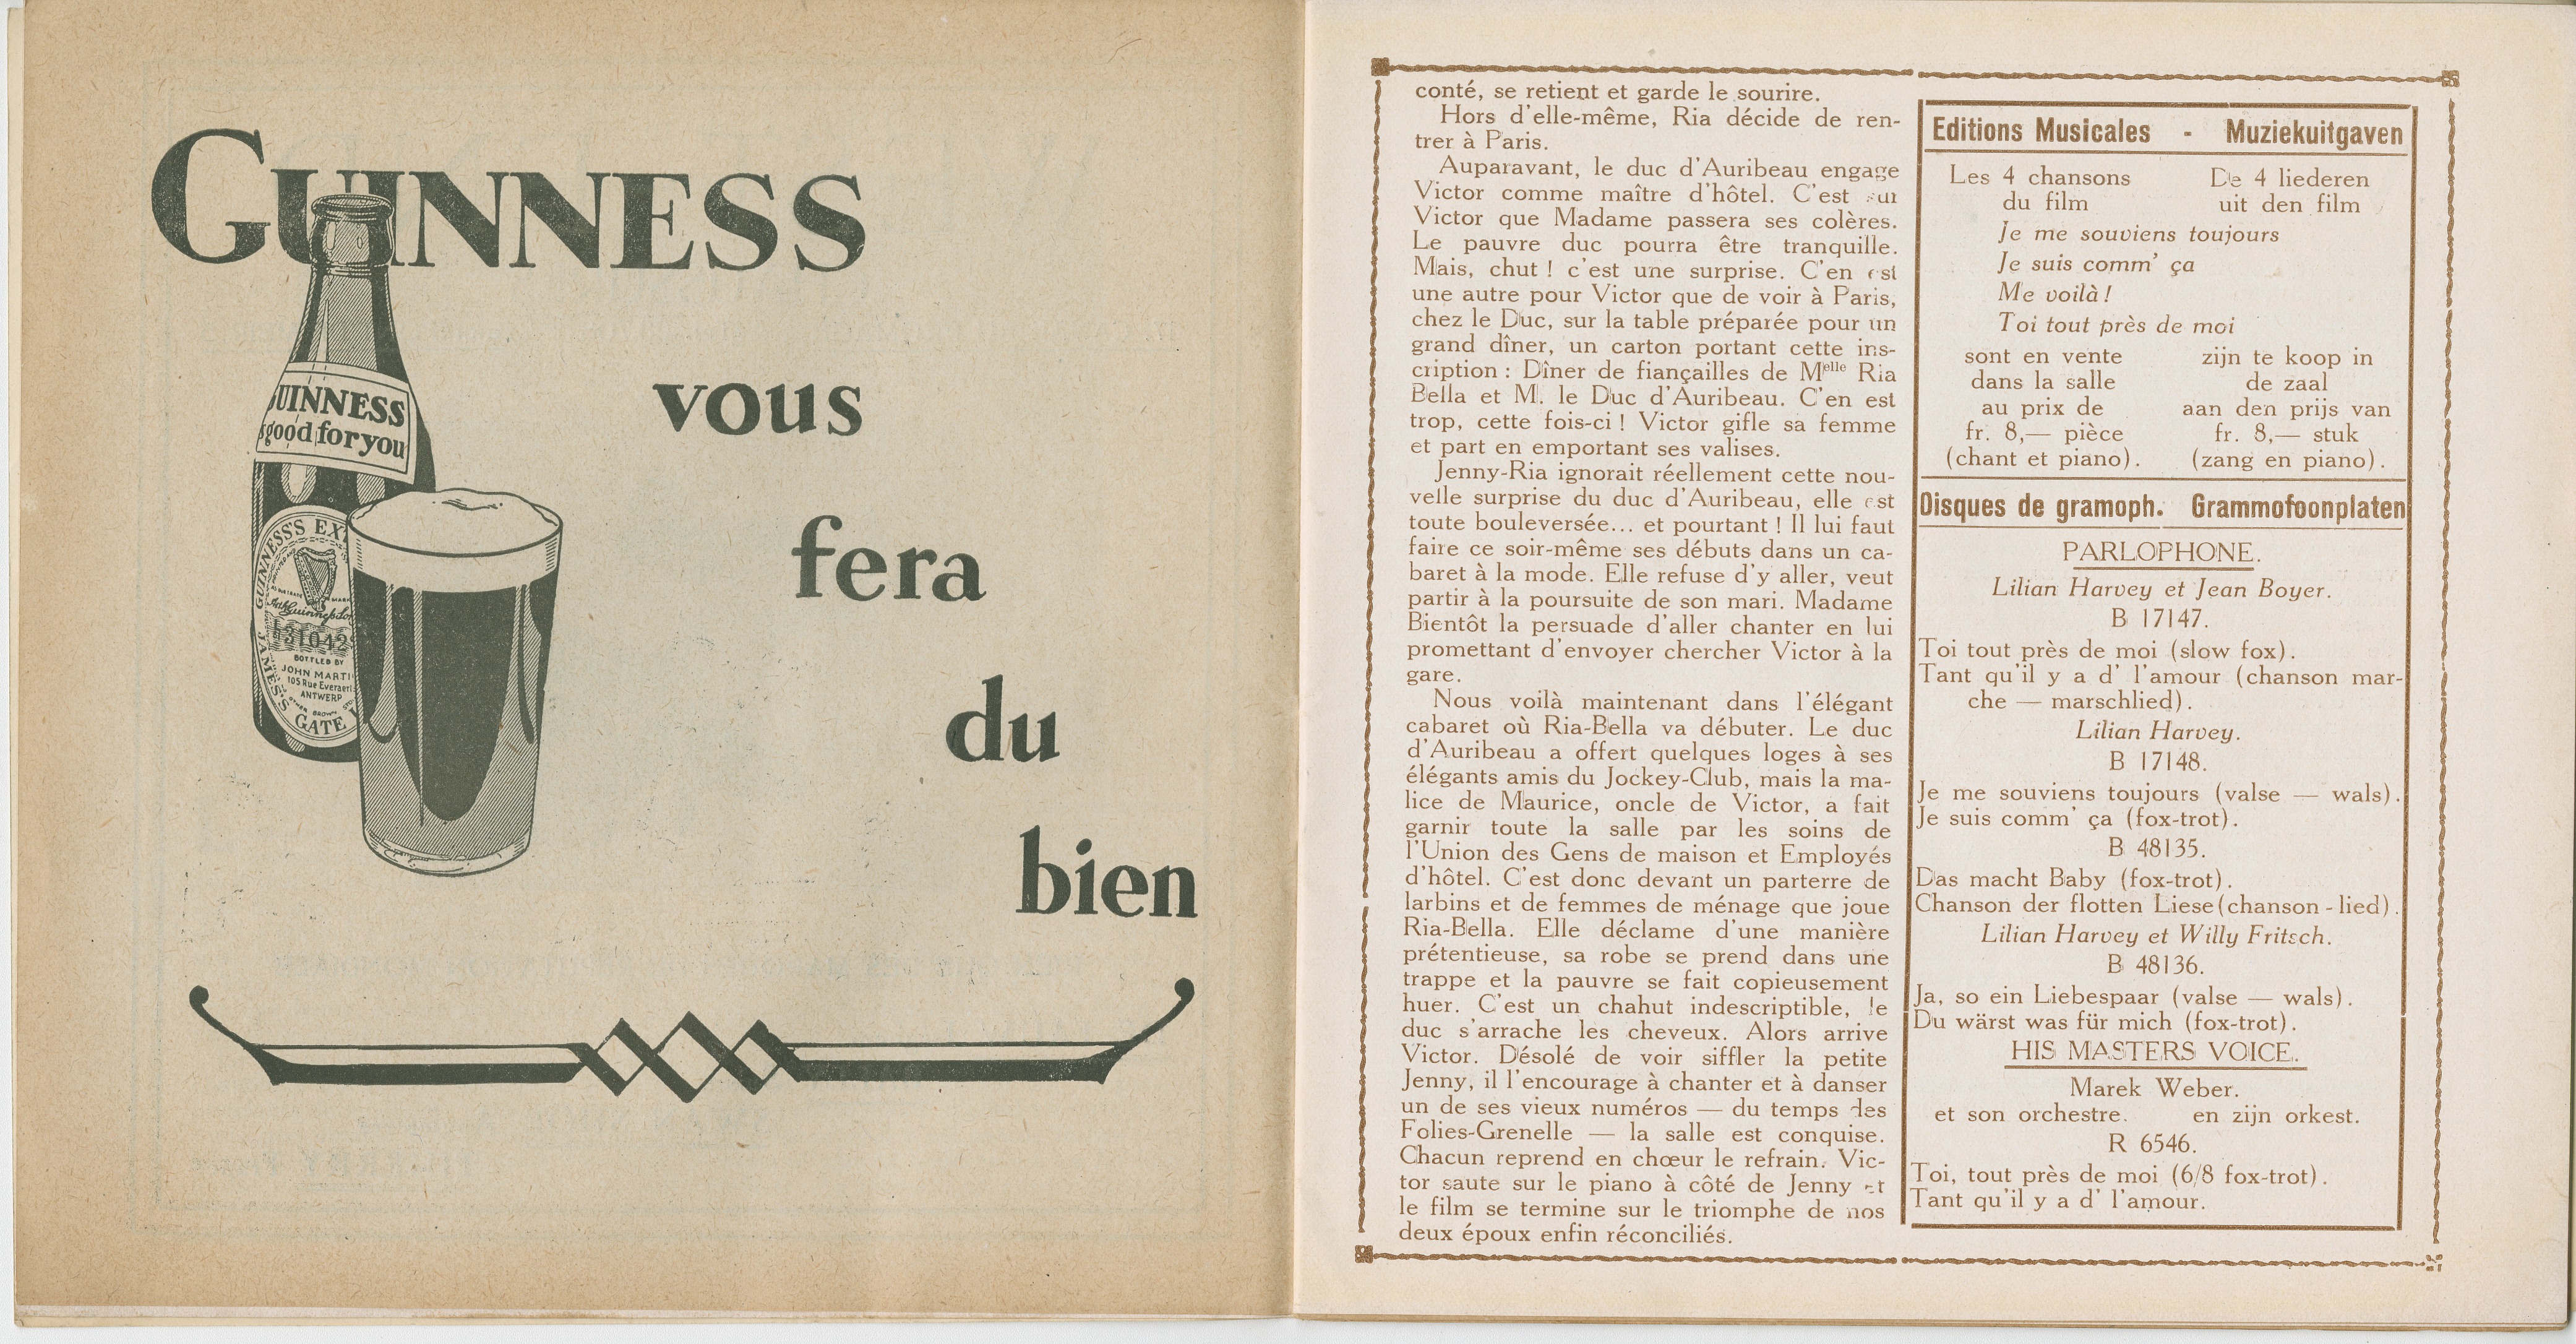 GUINNESS
vous
fera
du
bien
GUINNESS
good for you
GUINNESS'S EX
BOTTLED BY
JOHN MARTI
105 Rue Everaert
ANTWERP
JAMES'S GATE
conté, se retient et garde le sourire.
Hors d'elle-même, Ria décide de ren-
trer à Paris.
Auparavant, le duc d'Auribeau engage
Victor comme maître d'hôtel. C'est sur
Victor que Madame passera ses colères.
Le pauvre duc pourra être tranquille.
Mais, chut ! c'est une surprise. C'en est
une autre pour Victor que de voir à Paris,
chez le Duc, sur la table préparée pour un
grand dîner, un carton portant cette ins-
cription : Dîner de fiançailles de Melle Ria
Bella et M. le Duc d'Auribeau. C'en est
trop, cette fois-ci ! Victor gifle sa femme
et part en emportant ses valises.
Jenny-Ria ignorait réellement cette nou-
velle surprise du duc d'Auribeau, elle est
toute bouleversée... et pourtant ! Il lui faut
faire ce soir-même ses débuts dans un ca-
baret à la mode. Elle refuse d'y aller, veut
partir à la poursuite de son mari. Madame
Bientôt la persuade d'aller chanter en lui
promettant d'envoyer chercher Victor à la
gare.
Nous voilà maintenant dans l'élégant
cabaret où Ria-Bella va débuter. Le duc
d'Auribeau a offert quelques loges à ses
élégants amis du Jockey-Club, mais la ma-
lice de Maurice, oncle de Victor, a fait
garnir toute la salle par les soins de
l'Union des Gens de maison et Employés
d'hôtel. C'est donc devant un parterre de
larbins et de femmes de ménage que joue
Ria-Bella. Elle déclame d'une manière
prétentieuse, sa robe se prend dans une
trappe et la pauvre se fait copieusement
huer. C'est un chahut indescriptible, le
duc s'arrache les cheveux. Alors arrive
Victor. Désolé de voir siffler la petite
Jenny, il l'encourage à chanter et à danser
un de ses vieux numéros — du temps des
Folies-Grenelle — la salle est conquise.
Chacun reprend en chœur le refrain. Vic-
tor saute sur le piano à côté de Jenny et
le film se termine sur le triomphe de nos
deux époux enfin réconciliés.
Editions Musicales - Muziekuitgaven
Les 4 chansons De 4 liederen
du film uit den film
Je me souviens toujours
Je suis comm' ça
Me voilà !
Toi tout près de moi
sont en vente zijn te koop in
dans la salle de zaal
au prix de aan den prijs van
fr. 8,— pièce fr. 8,— stuk
(chant et piano). (zang en piano).
Disques de gramoph. Grammofoonplaten
PARLOPHONE.
Lilian Harvey et Jean Boyer.
B 17147.
Toi tout près de moi (slow fox).
Tant qu'il y a d' l'amour (chanson mar-
che — marschlied).
Lilian Harvey.
B 17148.
Je me souviens toujours (valse — wals).
Je suis comm' ça (fox-trot).
B 48135.
Das macht Baby (fox-trot).
Chanson der flotten Liese (chanson - lied).
Lilian Harvey et Willy Fritsch.
B 48136.
Ja, so ein Liebespaar (valse — wals).
Du wärst was für mich (fox-trot).
HIS MASTERS VOICE.
Marek Weber.
et son orchestre. en zijn orkest.
R 6546.
Toi, tout près de moi (6/8 fox-trot).
Tant qu'il y a d' l'amour.